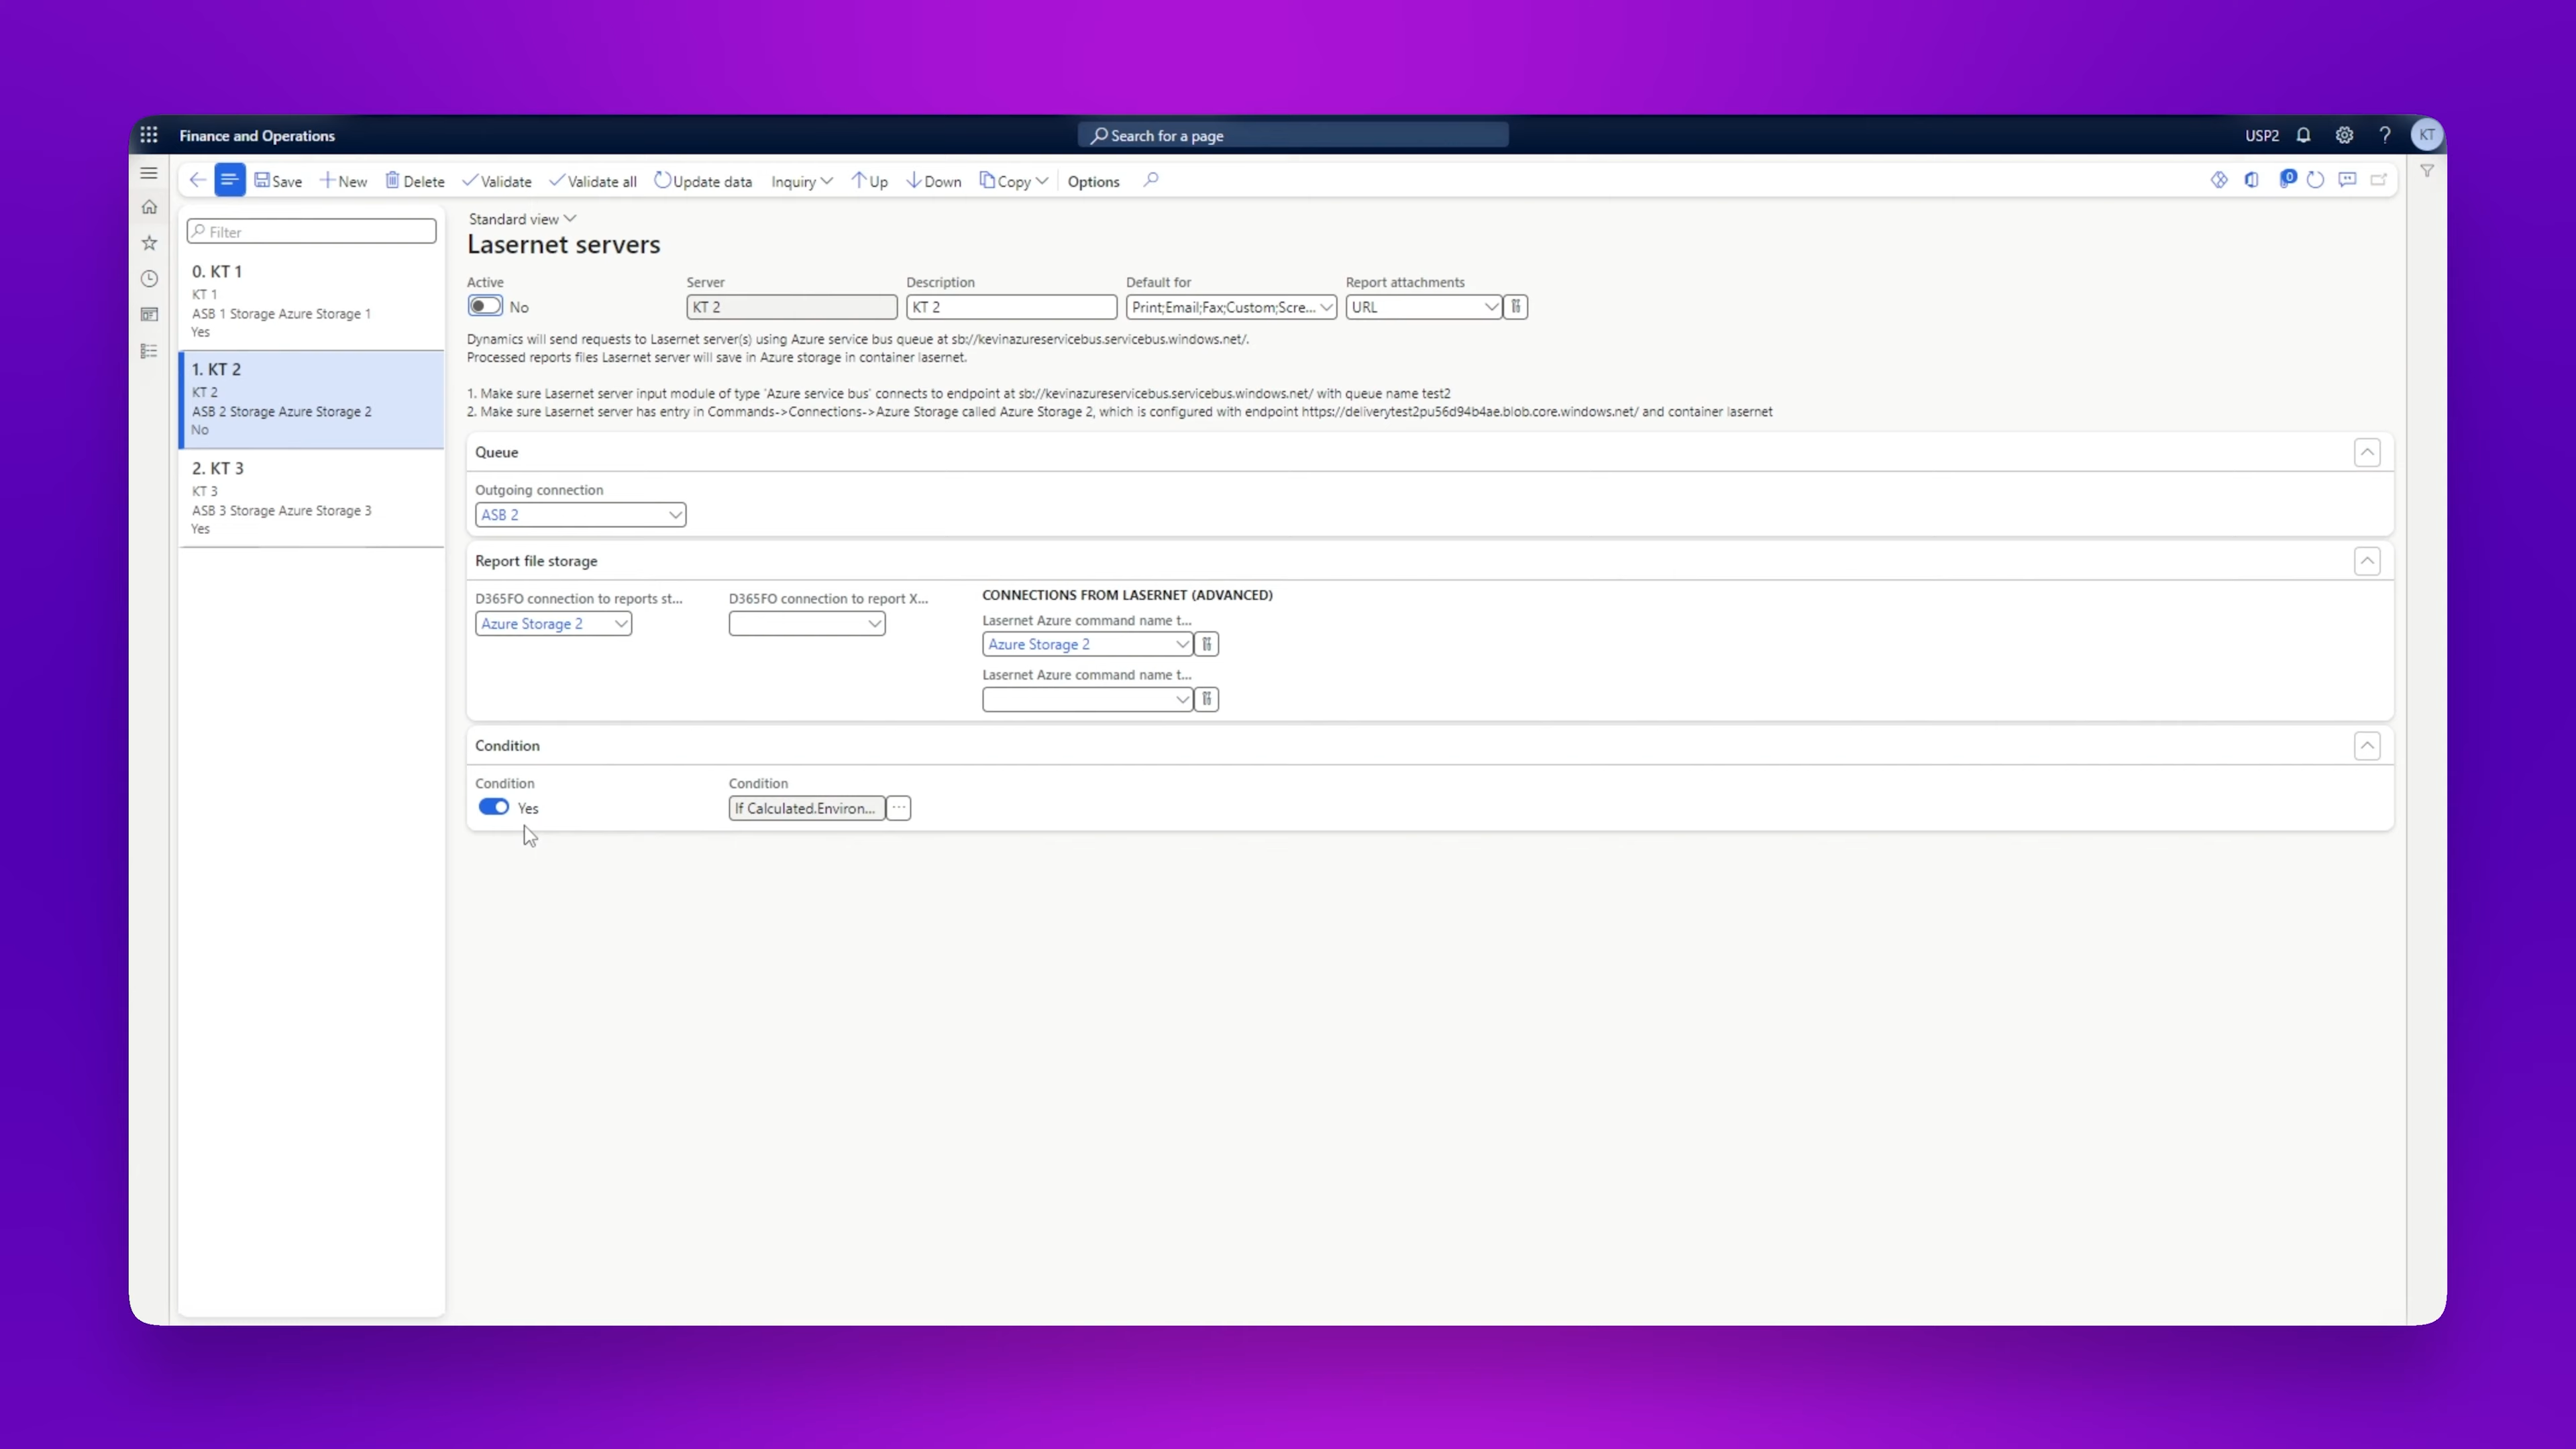 Finance and Operations
Search for a page
USP2
KT
Save
New
Delete
Validate
Validate all
Update data
Inquiry
Up
Down
Copy
Options
0
Filter
0. KT 1
KT 1
ASB 1 Storage Azure Storage 1
Yes
1. KT 2
KT 2
ASB 2 Storage Azure Storage 2
No
2. KT 3
KT 3
ASB 3 Storage Azure Storage 3
Yes
Standard view
Lasernet servers
Active
No
Server
KT 2
Description
KT 2
Default for
Print;Email;Fax;Custom;Scre...
Report attachments
URL
Dynamics will send requests to Lasernet server(s) using Azure service bus queue at sb://kevinazureservicebus.servicebus.windows.net/.
Processed reports files Lasernet server will save in Azure storage in container lasernet.
1. Make sure Lasernet server input module of type 'Azure service bus' connects to endpoint at sb://kevinazureservicebus.servicebus.windows.net/ with queue name test2
2. Make sure Lasernet server has entry in Commands->Connections->Azure Storage called Azure Storage 2, which is configured with endpoint https://deliverytest2pu56d94b4ae.blob.core.windows.net/ and container lasernet
Queue
Outgoing connection
ASB 2
Report file storage
D365FO connection to reports st...
Azure Storage 2
D365FO connection to report X...
CONNECTIONS FROM LASERNET (ADVANCED)
Lasernet Azure command name t...
Azure Storage 2
Lasernet Azure command name t...
Condition
Condition
Yes
Condition
If Calculated.Environ...